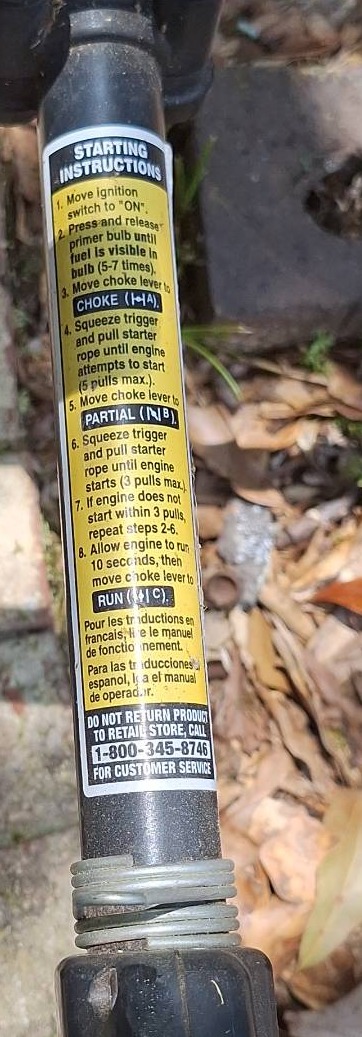 STARTING
INSTRUCTIONS
1. Move ignition
switch to "ON".
2. Press and release
primer bulb until
fuel is visible in
bulb (5-7 times).
3. Move choke lever to
CHOKE (|+| A).
4. Squeeze trigger
and pull starter
rope until engine
attempts to start
(5 pulls max.).
5. Move choke lever to
PARTIAL (|\| B).
6. Squeeze trigger
and pull starter
rope until engine
starts (3 pulls max.).
7. If engine does not
start within 3 pulls,
repeat steps 2-6.
8. Allow engine to run
10 seconds, then
move choke lever to
RUN (|+| C).
Pour les traductions en
francais, lire le manuel
de fonctionnement.
Para las traducciones
espanol, lea el manual
de operador.
DO NOT RETURN PRODUCT
TO RETAIL STORE, CALL
1-800-345-8746
FOR CUSTOMER SERVICE